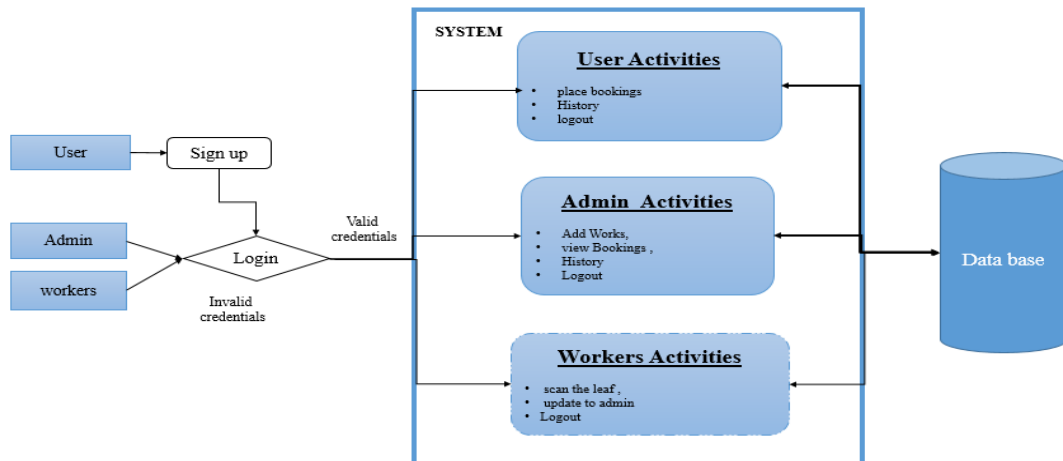 SYSTEM
User Activities
• place bookings
• History
• logout
User
Sign up
Admin Activities
• Add Works,
• view Bookings ,
• History
• Logout
Valid
credentials
Admin
Login
workers
Invalid
credentials
Data base
Workers Activities
• scan the leaf ,
• update to admin
• Logout